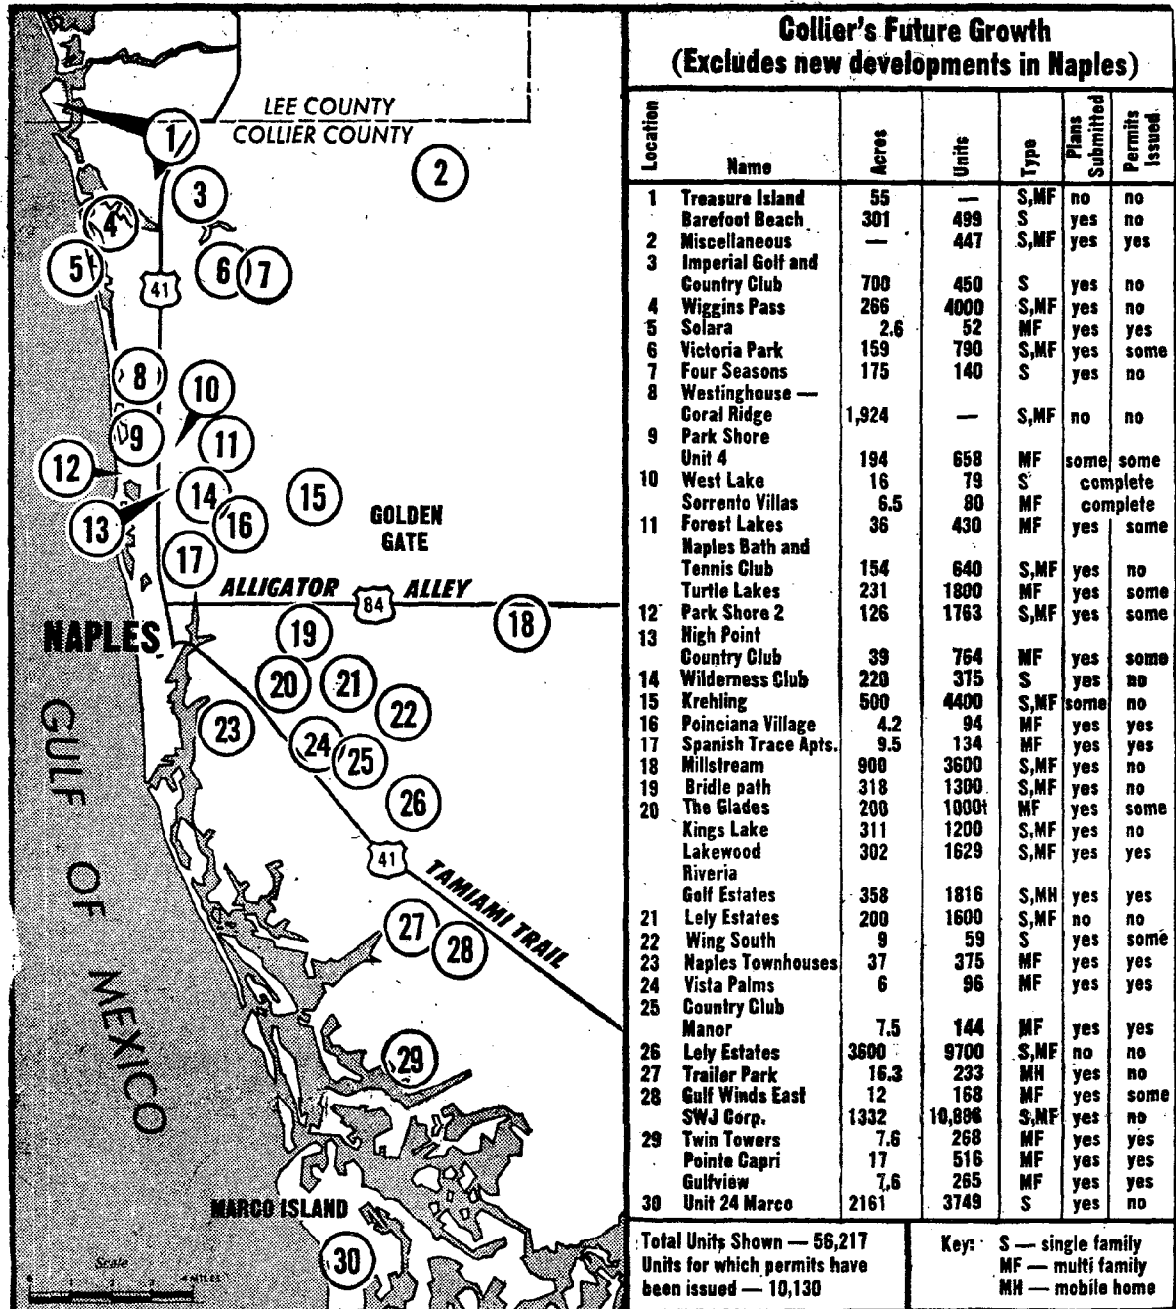 LEE COUNTY
COLLIER COUNTY
1
2
3
4
5
6
7
41
8
9
10
11
12
13
14
15
16
17
GOLDEN
GATE
ALLIGATOR 84 ALLEY
18
NAPLES
19
20
21
22
23
24
25
26
41
TAMIAMI TRAIL
27
28
29
GULF OF MEXICO
MARCO ISLAND
30
Scale
4 MILES
Collier's Future Growth
(Excludes new developments in Naples)
Location Name Acres Units Type Plans Submitted Permits Issued
1 Treasure Island 55 — S,MF no no
Barefoot Beach 301 499 S yes no
2 Miscellaneous — 447 S,MF yes yes
3 Imperial Golf and
Country Club 700 450 S yes no
4 Wiggins Pass 266 4000 S,MF yes no
5 Solara 2.6 52 MF yes yes
6 Victoria Park 159 790 S,MF yes some
7 Four Seasons 175 140 S yes no
8 Westinghouse —
Coral Ridge 1,924 — S,MF no no
9 Park Shore
Unit 4 194 658 MF some some
10 West Lake 16 79 S complete
Sorrento Villas 6.5 80 MF complete
11 Forest Lakes 36 430 MF yes some
Naples Bath and
Tennis Club 154 640 S,MF yes no
Turtle Lakes 231 1800 MF yes some
12 Park Shore 2 126 1763 S,MF yes some
13 High Point
Country Club 39 764 MF yes some
14 Wilderness Club 220 375 S yes no
15 Krehling 500 4400 S,MF some no
16 Poinciana Village 4.2 94 MF yes yes
17 Spanish Trace Apts. 9.5 134 MF yes yes
18 Millstream 900 3600 S,MF yes no
19 Bridle path 318 1300 S,MF yes no
20 The Glades 200 1000† MF yes some
Kings Lake 311 1200 S,MF yes no
Lakewood 302 1629 S,MF yes yes
Riveria
Golf Estates 358 1816 S,MH yes yes
21 Lely Estates 200 1600 S,MF no no
22 Wing South 9 59 S yes some
23 Naples Townhouses 37 375 MF yes yes
24 Vista Palms 6 96 MF yes yes
25 Country Club
Manor 7.5 144 MF yes yes
26 Lely Estates 3600 9700 S,MF no no
27 Trailer Park 16.3 233 MH yes no
28 Gulf Winds East 12 168 MF yes some
SWJ Corp. 1332 10,886 S,MF yes no
29 Twin Towers 7.6 268 MF yes yes
Pointe Capri 17 516 MF yes yes
Gulfview 7.6 265 MF yes yes
30 Unit 24 Marco 2161 3749 S yes no
Total Units Shown — 56,217
Units for which permits have
been issued — 10,130
Key: S — single family
MF — multi family
MH — mobile home